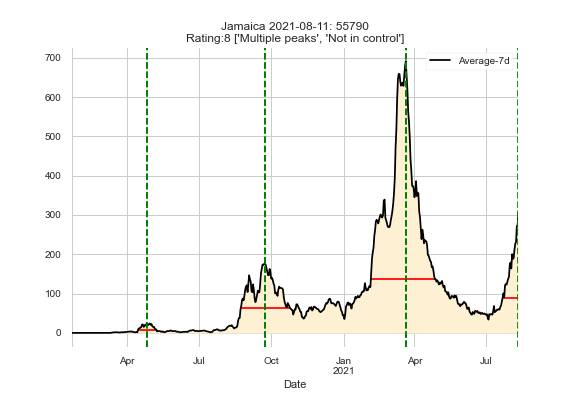 Jamaica 2021-08-11: 55790
Rating:8 ['Multiple peaks', 'Not in control']
Average-7d
700
600
500
400
300
200
100
0
Apr Jul Oct Jan Apr Jul
2021
Date